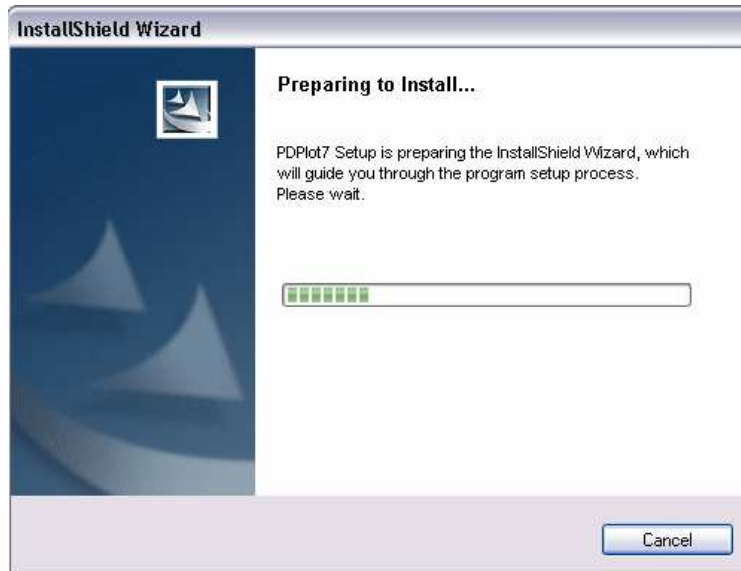 InstallShield Wizard
Preparing to Install...
PDPlot7 Setup is preparing the InstallShield Wizard, which
will guide you through the program setup process.
Please wait.
Cancel